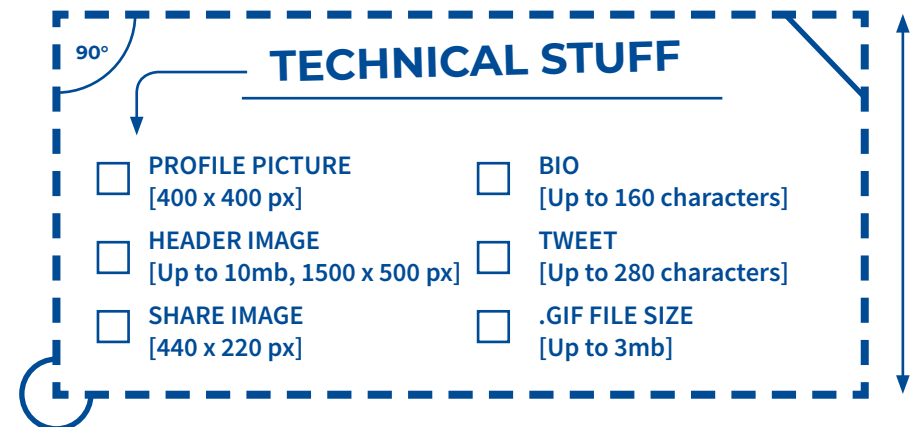 90°
TECHNICAL STUFF
PROFILE PICTURE
[400 x 400 px]
HEADER IMAGE
[Up to 10mb, 1500 x 500 px]
SHARE IMAGE
[440 x 220 px]
BIO
[Up to 160 characters]
TWEET
[Up to 280 characters]
.GIF FILE SIZE
[Up to 3mb]